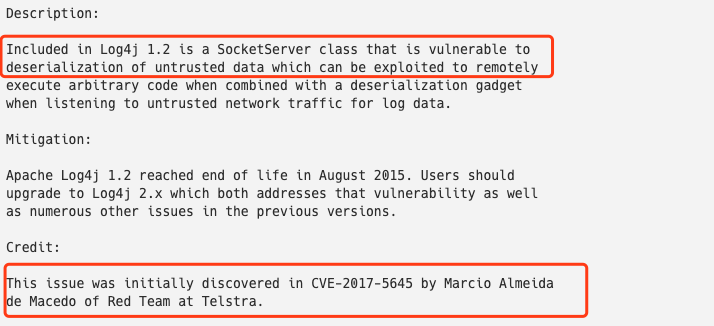 Description:
Included in Log4j 1.2 is a SocketServer class that is vulnerable to
deserialization of untrusted data which can be exploited to remotely
execute arbitrary code when combined with a deserialization gadget
when listening to untrusted network traffic for log data.
Mitigation:
Apache Log4j 1.2 reached end of life in August 2015. Users should
upgrade to Log4j 2.x which both addresses that vulnerability as well
as numerous other issues in the previous versions.
Credit:
This issue was initially discovered in CVE-2017-5645 by Marcio Almeida
de Macedo of Red Team at Telstra.